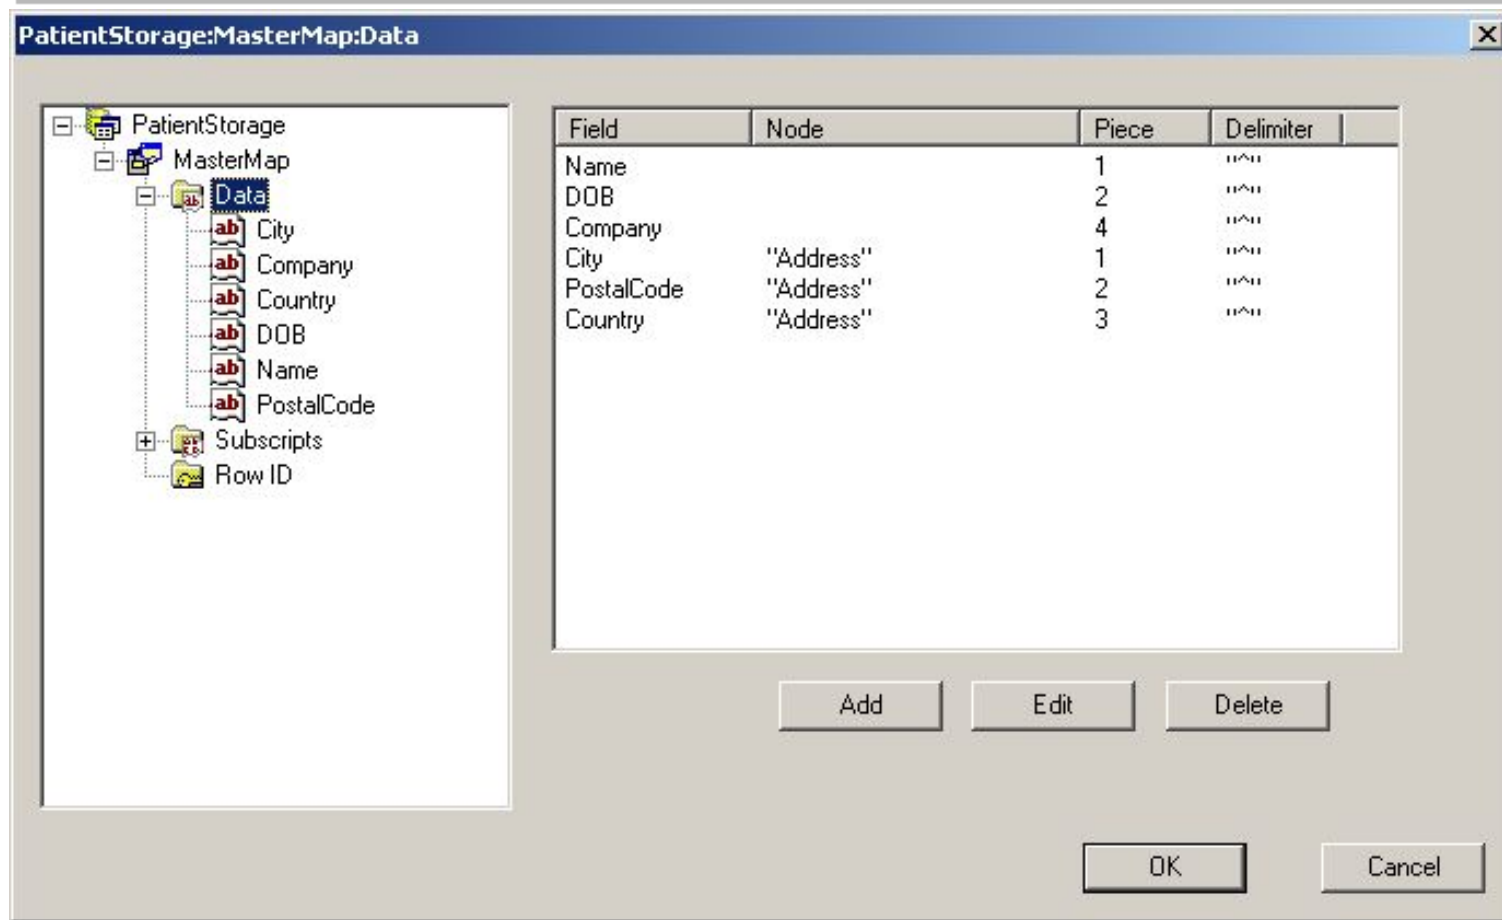 PatientStorage:MasterMap:Data
PatientStorage
MasterMap
Data
City
Company
Country
DOB
Name
PostalCode
Subscripts
Row ID
Field Node Piece Delimiter
Name 1 "^"
DOB 2 "^"
Company 4 "^"
City "Address" 1 "^"
PostalCode "Address" 2 "^"
Country "Address" 3 "^"
Add Edit Delete
OK Cancel